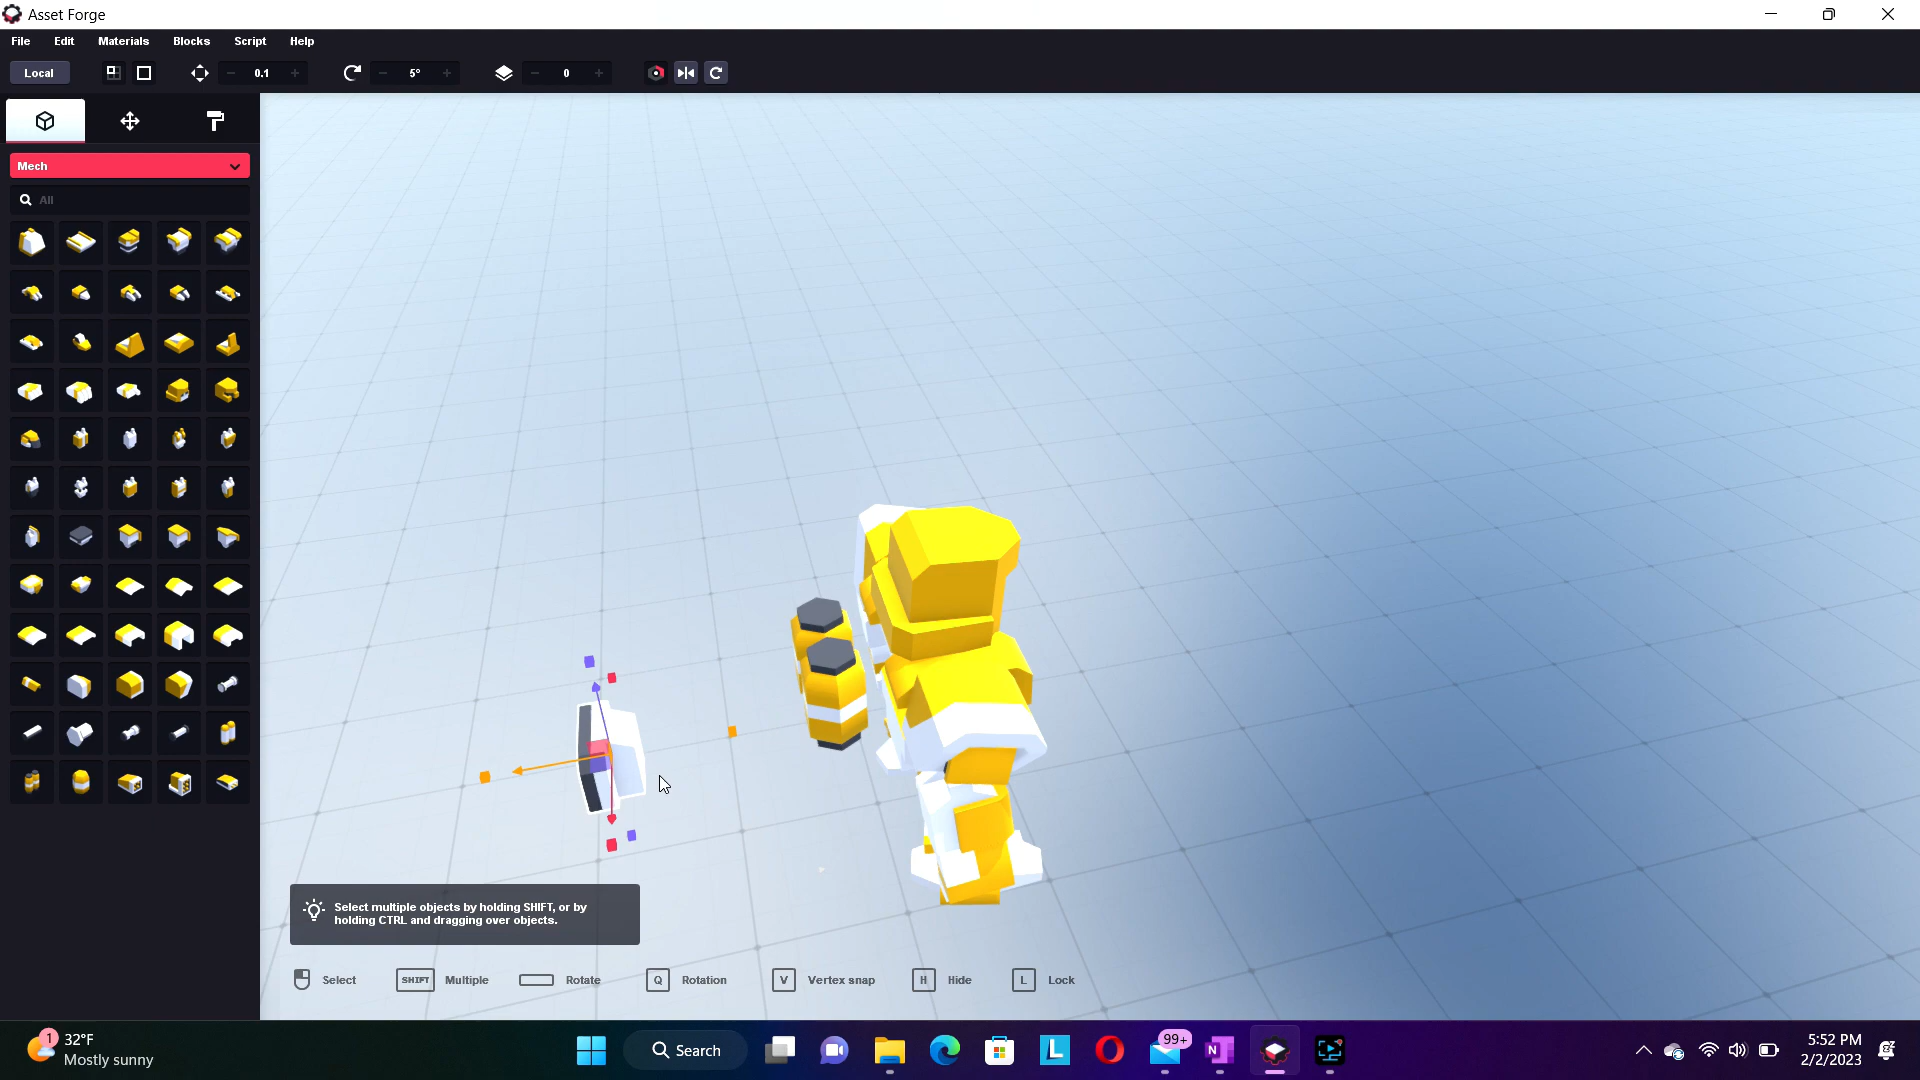 Asset Forge
File Edit Materials Blocks Script Help
Local 0.1 5° 0
Mech
All
Select multiple objects by holding SHIFT, or by
holding CTRL and dragging over objects.
Select SHIFT Multiple Rotate Q Rotation V Vertex snap H Hide L Lock
1 32°F
Mostly sunny
Search
L
99+
N
5:52 PM
2/2/2023